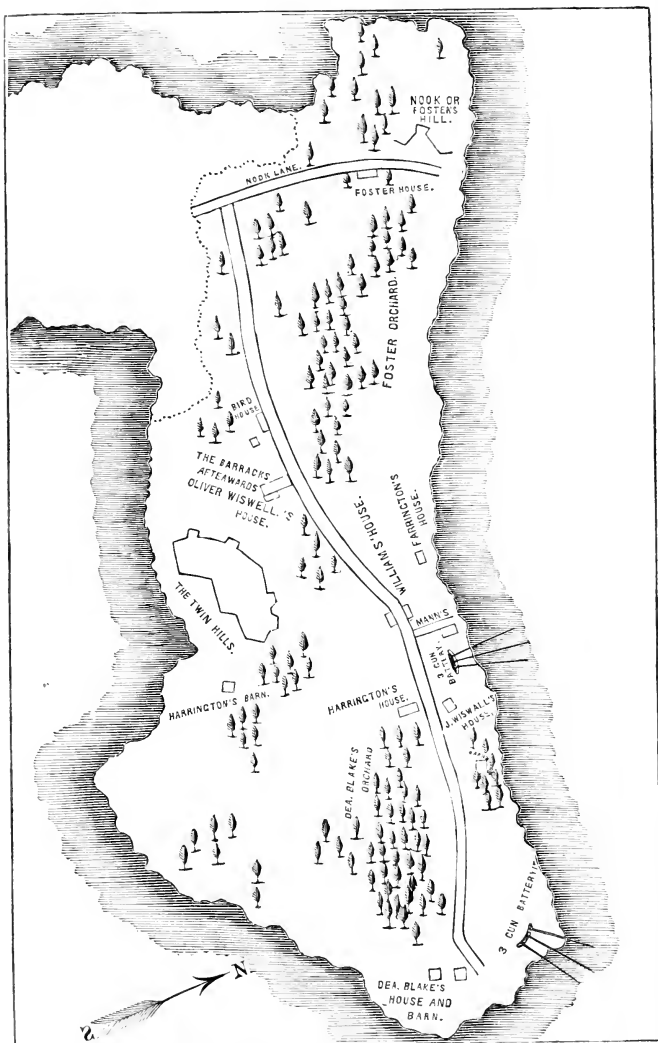 NOOK OR
FOSTER'S
HILL.
NOOK LANE.
FOSTER HOUSE.
FOSTER ORCHARD.
BIRD
HOUSE
THE BARRACKS
AFTERWARDS
OLIVER WISWELL.'S
HOUSE.
WILLIAMS' HOUSE.
FARRINGTON'S
HOUSE.
THE TWIN HILLS.
MANN'S
3 GUN
BATTERY.
HARRINGTON'S BARN.
HARRINGTON'S
HOUSE.
J. WISWALL'S
HOUSE.
DEA. BLAKE'S
ORCHARD
3 GUN BATTERY
DEA. BLAKE'S
HOUSE AND
BARN.
N
S